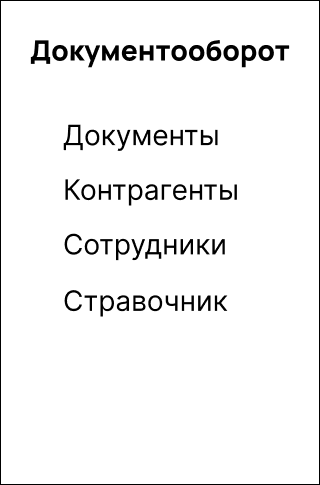 Документооборот
Документы
Контрагенты
Сотрудники
Стравочник